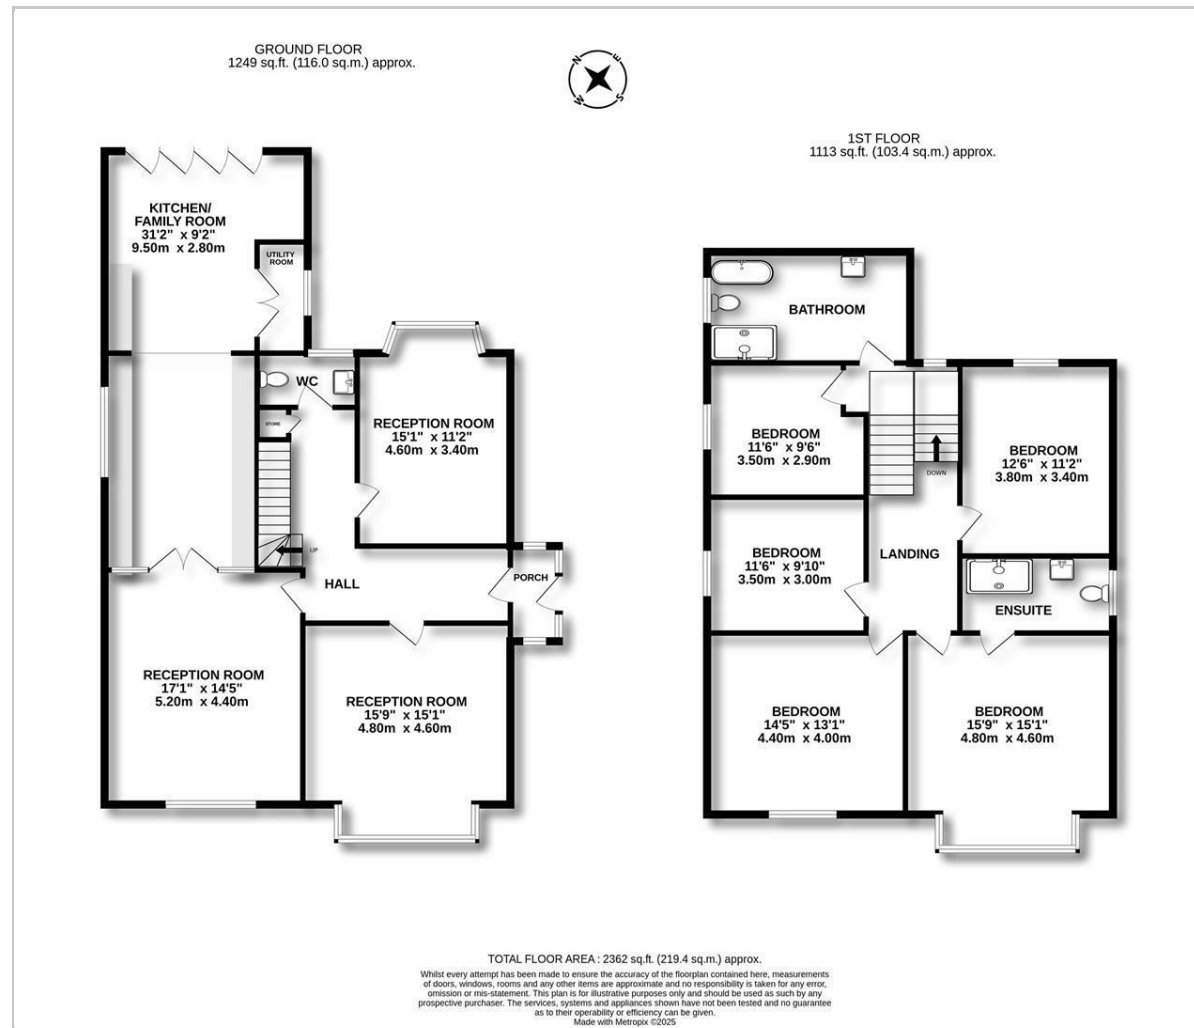 GROUND FLOOR
1249 sq.ft. (116.0 sq.m.) approx.
N
E
S
W
1ST FLOOR
1113 sq.ft. (103.4 sq.m.) approx.
KITCHEN/
FAMILY ROOM
31'2" x 9'2"
9.50m x 2.80m
UTILITY
ROOM
WC
STORE
RECEPTION ROOM
15'1" x 11'2"
4.60m x 3.40m
UP
HALL
PORCH
RECEPTION ROOM
17'1" x 14'5"
5.20m x 4.40m
RECEPTION ROOM
15'9" x 15'1"
4.80m x 4.60m
BATHROOM
BEDROOM
11'6" x 9'6"
3.50m x 2.90m
DOWN
BEDROOM
12'6" x 11'2"
3.80m x 3.40m
BEDROOM
11'6" x 9'10"
3.50m x 3.00m
LANDING
ENSUITE
BEDROOM
14'5" x 13'1"
4.40m x 4.00m
BEDROOM
15'9" x 15'1"
4.80m x 4.60m
TOTAL FLOOR AREA : 2362 sq.ft. (219.4 sq.m.) approx.
Whilst every attempt has been made to ensure the accuracy of the floorplan contained here, measurements
of doors, windows, rooms and any other items are approximate and no responsibility is taken for any error,
omission or mis-statement. This plan is for illustrative purposes only and should be used as such by any
prospective purchaser. The services, systems and appliances shown have not been tested and no guarantee
as to their operability or efficiency can be given.
Made with Metropix ©2025